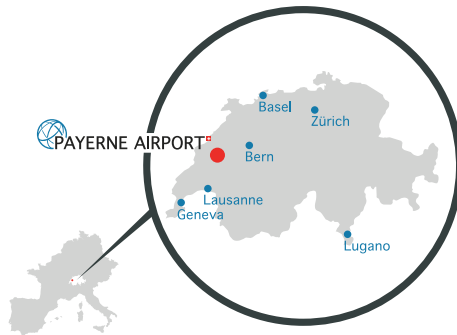 Basel
Zürich
PAYERNE AIRPORT
Bern
Lausanne
Geneva
Lugano